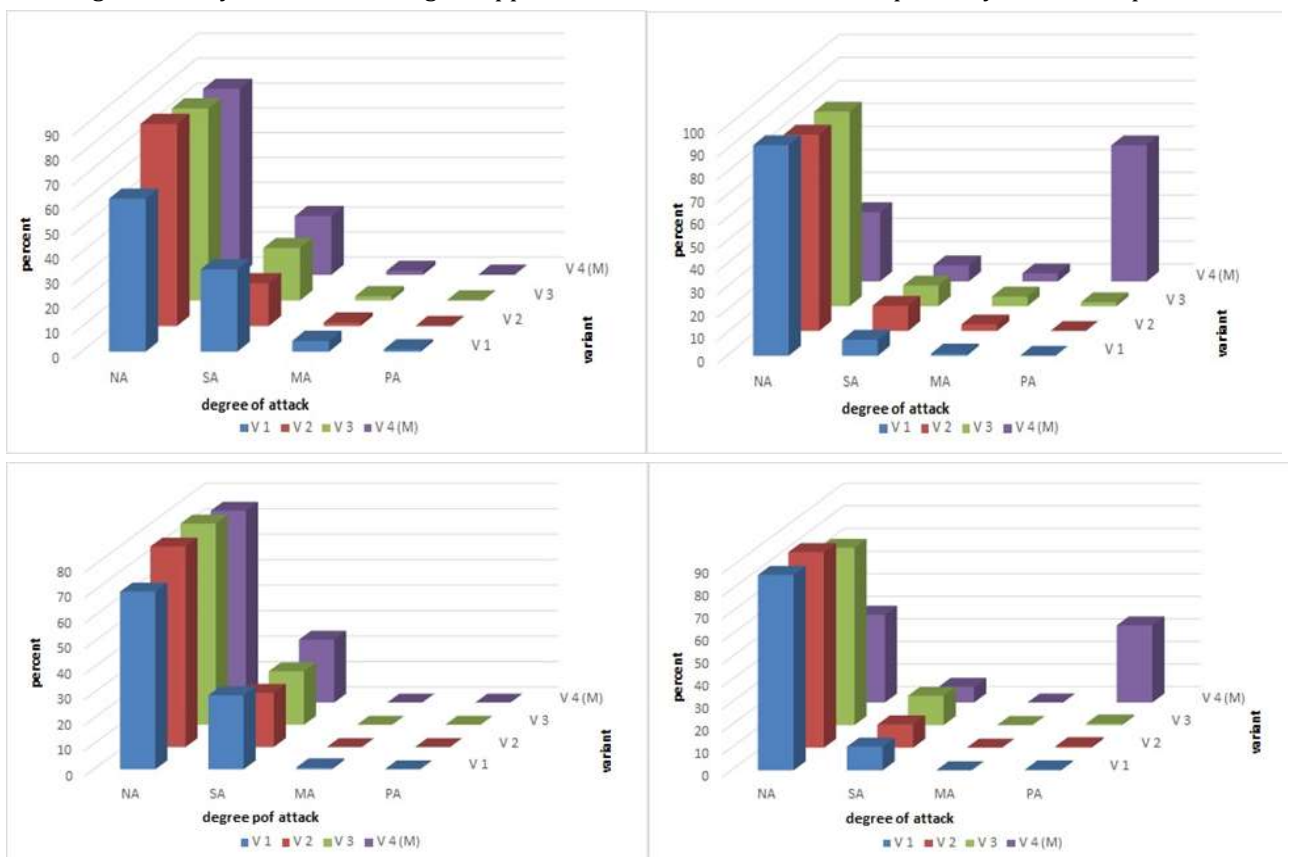 90
80
70
60
50
40
30
20
10
0
percent
NA
SA
MA
PA
V 4 (M)
V 3
V 2
V 1
variant
degree of attack
V 1 V 2 V 3 V 4 (M)
100
90
80
70
60
50
40
30
20
10
0
percent
NA
SA
MA
PA
V 4 (M)
V 3
V 2
V 1
variant
degree of attack
V 1 V 2 V 3 V 4 (M)
80
70
60
50
40
30
20
10
0
percent
NA
SA
MA
PA
V 4 (M)
V 3
V 2
V 1
variant
degree pof attack
V 1 V 2 V 3 V 4 (M)
90
80
70
60
50
40
30
20
10
0
percent
NA
SA
MA
PA
V 4 (M)
V 3
V 2
V 1
variant
degree of attack
V 1 V 2 V 3 V 4 (M)